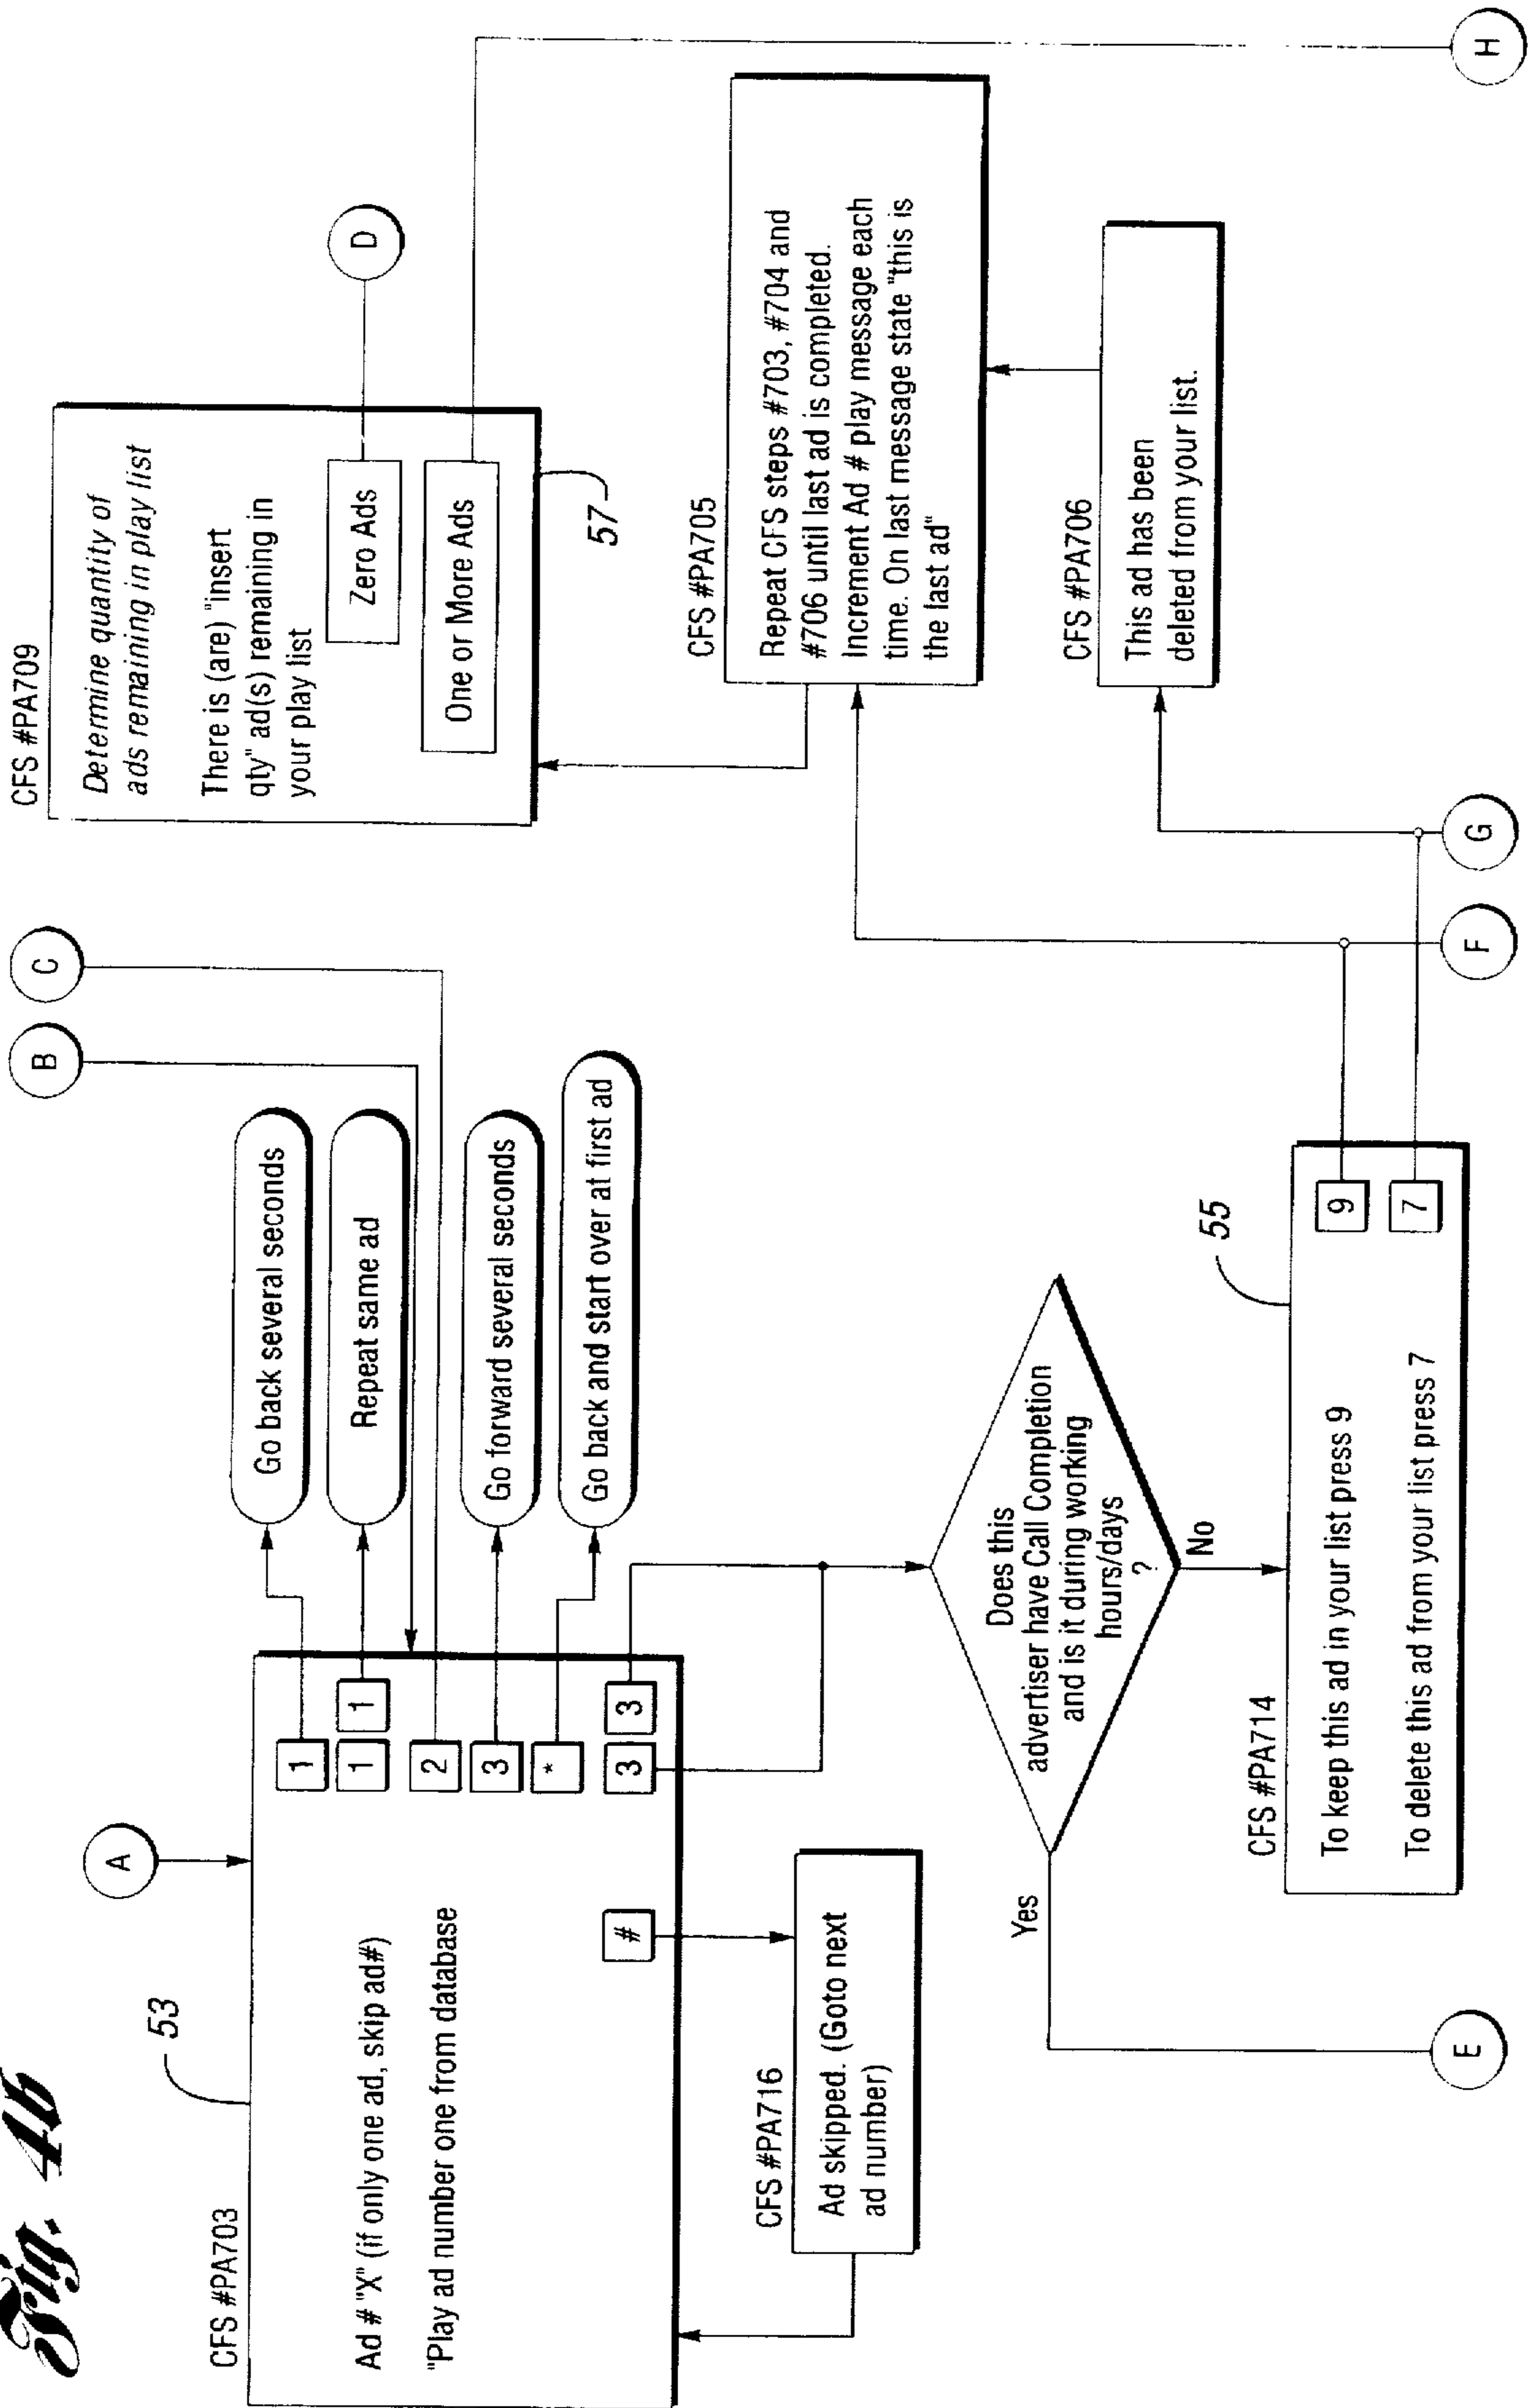 Fig. 4b
CFS #PA703
53
A
B
C
Ad # "X" (if only one ad, skip ad#)
"Play ad number one from database
1
1 1
2
3
*
3 3
#
Go back several seconds
Repeat same ad
Go forward several seconds
Go back and start over at first ad
CFS #PA716
Ad skipped. (Goto next
ad number)
Does this
advertiser have Call Completion
and is it during working
hours/days
?
Yes
No
E
CFS #PA714
55
To keep this ad in your list press 9
9
To delete this ad from your list press 7
7
F
G
CFS #PA709
Determine quantity of
ads remaining in play list
There is (are) "insert
qty" ad(s) remaining in
your play list
Zero Ads
One or More Ads
57
D
CFS #PA705
Repeat CFS steps #703, #704 and
#706 until last ad is completed.
Increment Ad # play message each
time. On last message state "this is
the last ad"
CFS #PA706
This ad has been
deleted from your list.
H